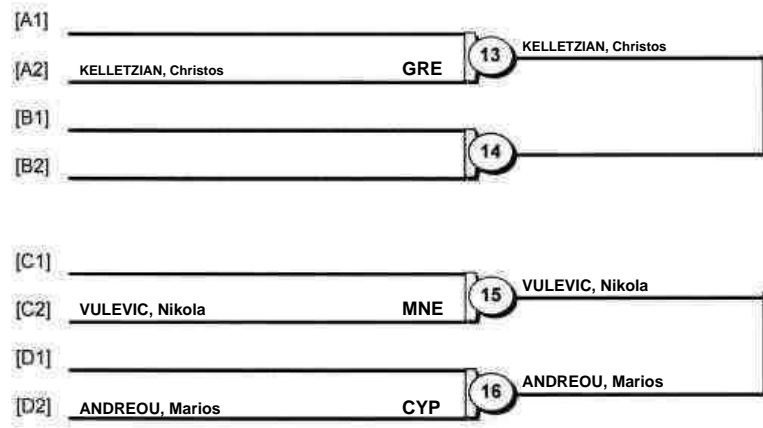 [A1]
13 KELLETZIAN, Christos
[A2] KELLETZIAN, Christos GRE
[B1]
14
[B2]
[C1]
15 VULEVIC, Nikola
[C2] VULEVIC, Nikola MNE
[D1]
16 ANDREOU, Marios
[D2] ANDREOU, Marios CYP